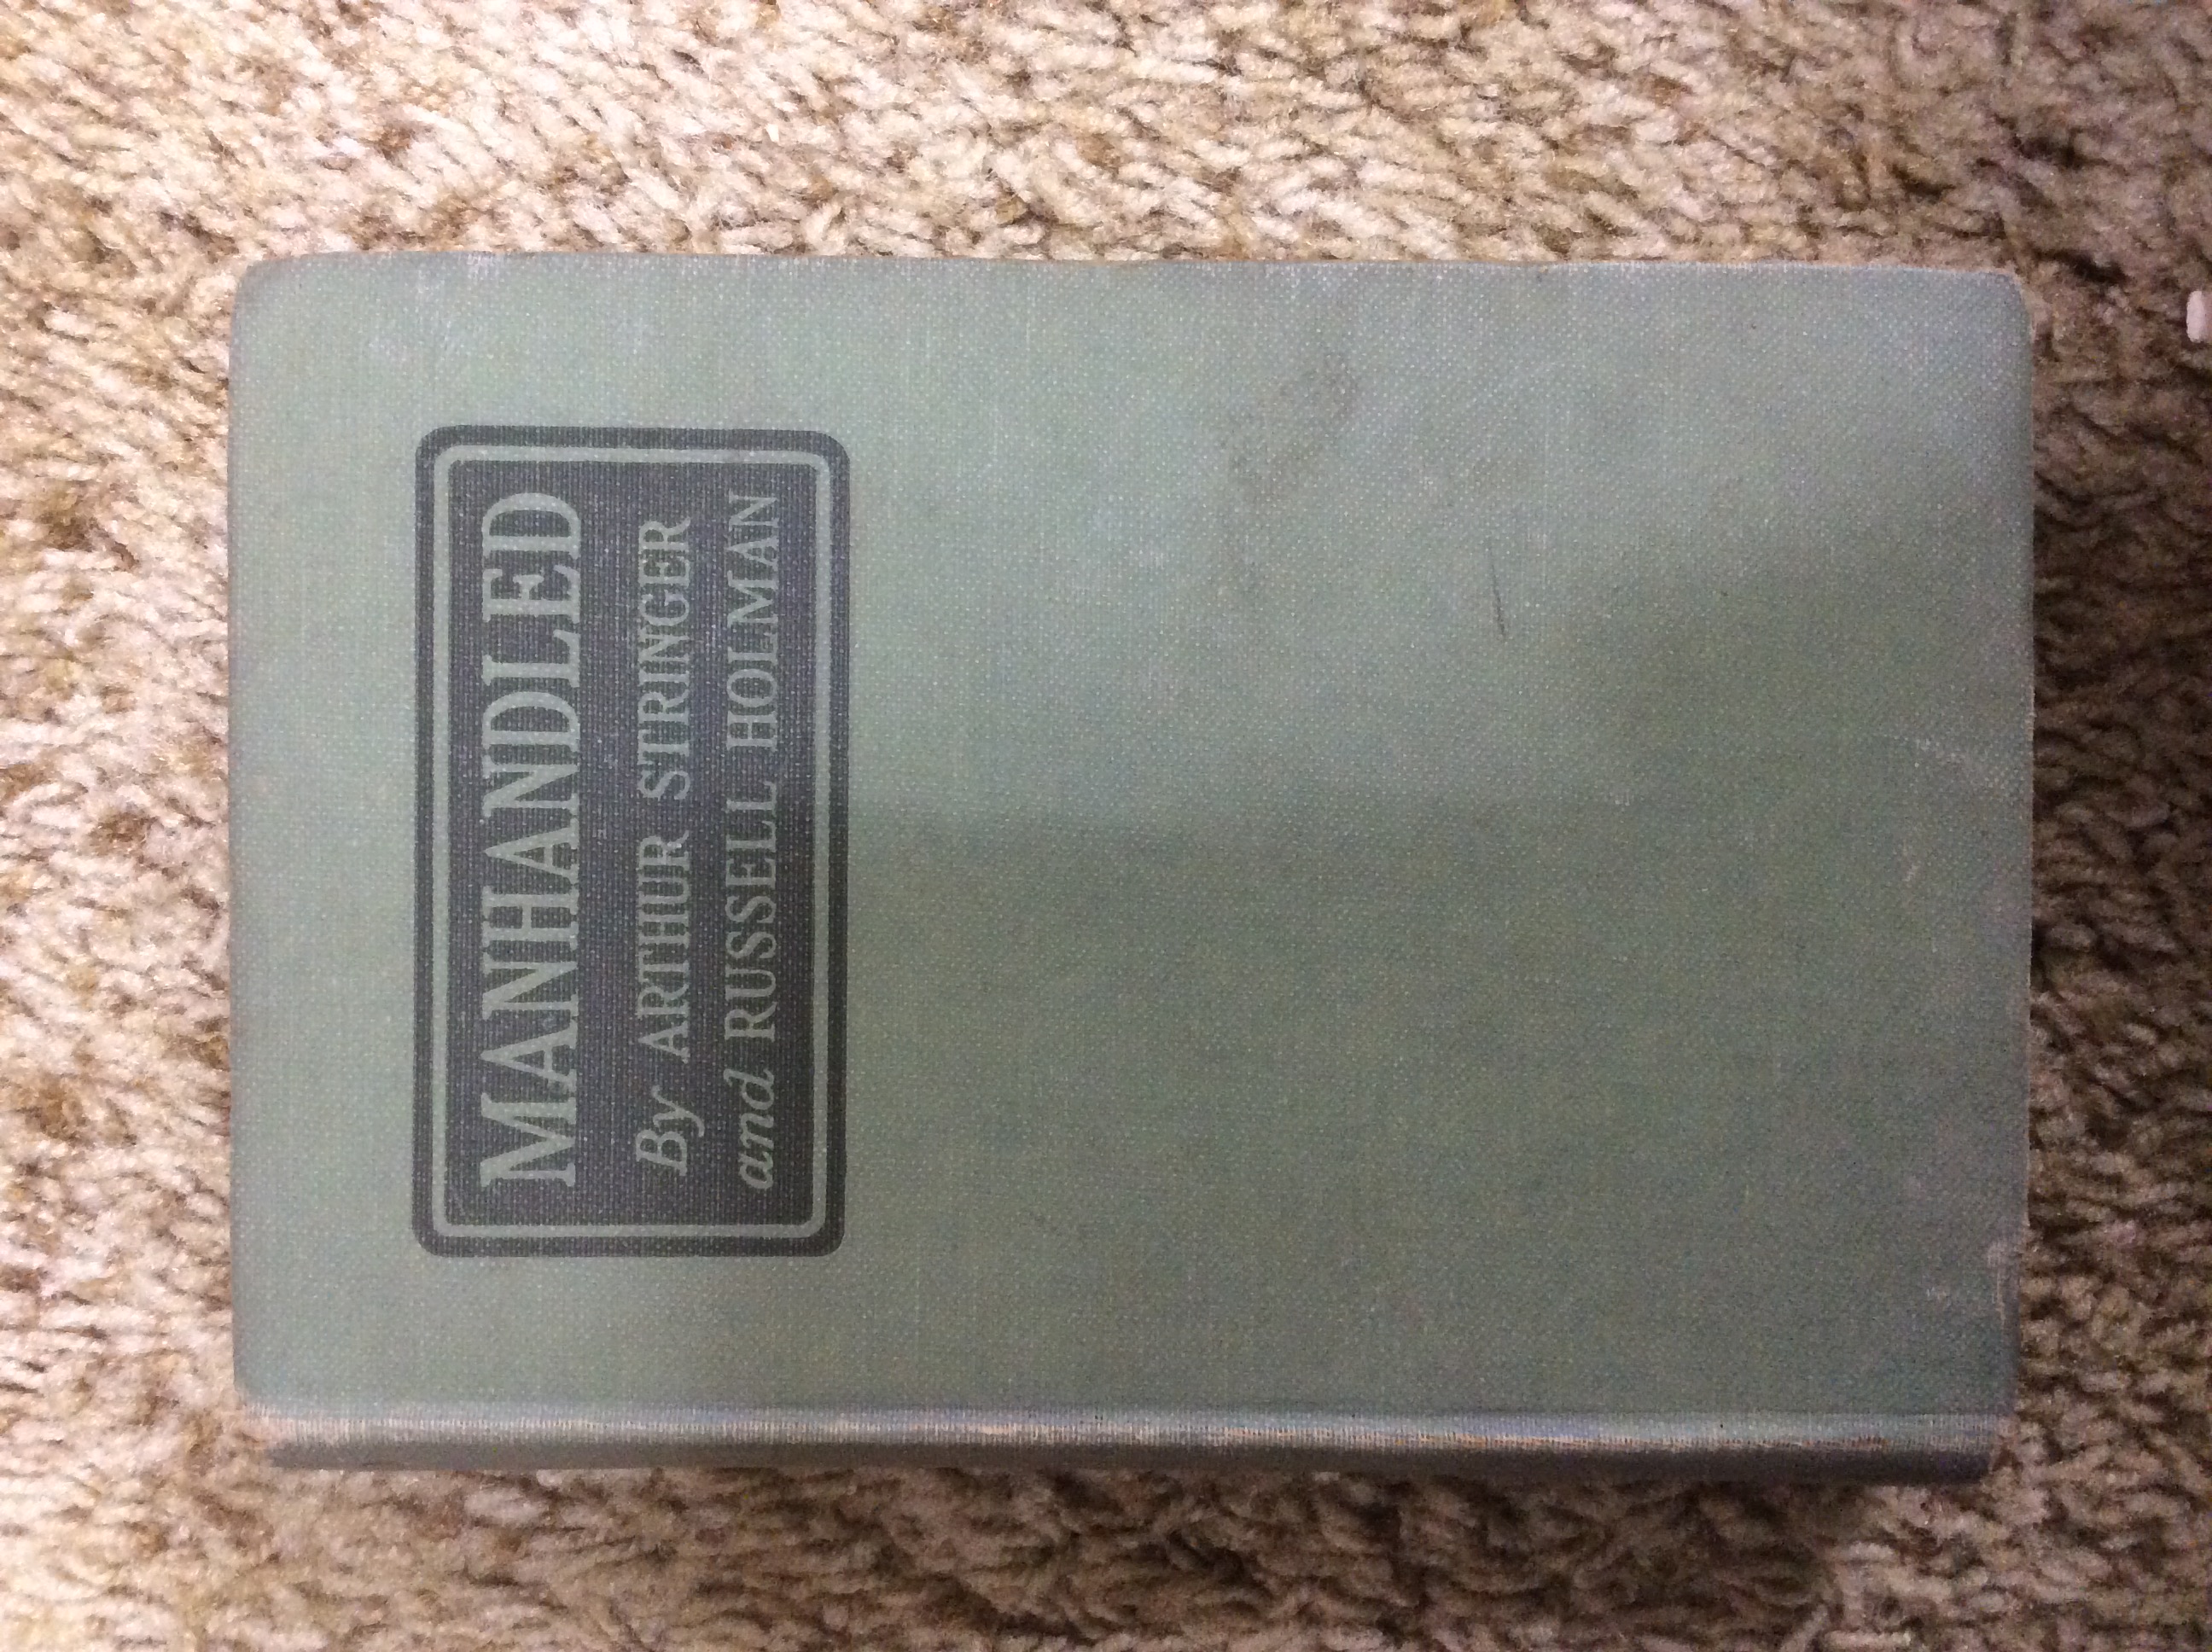 MANHANDLED
By ARTHUR STRINGER
and RUSSELL HOLMAN